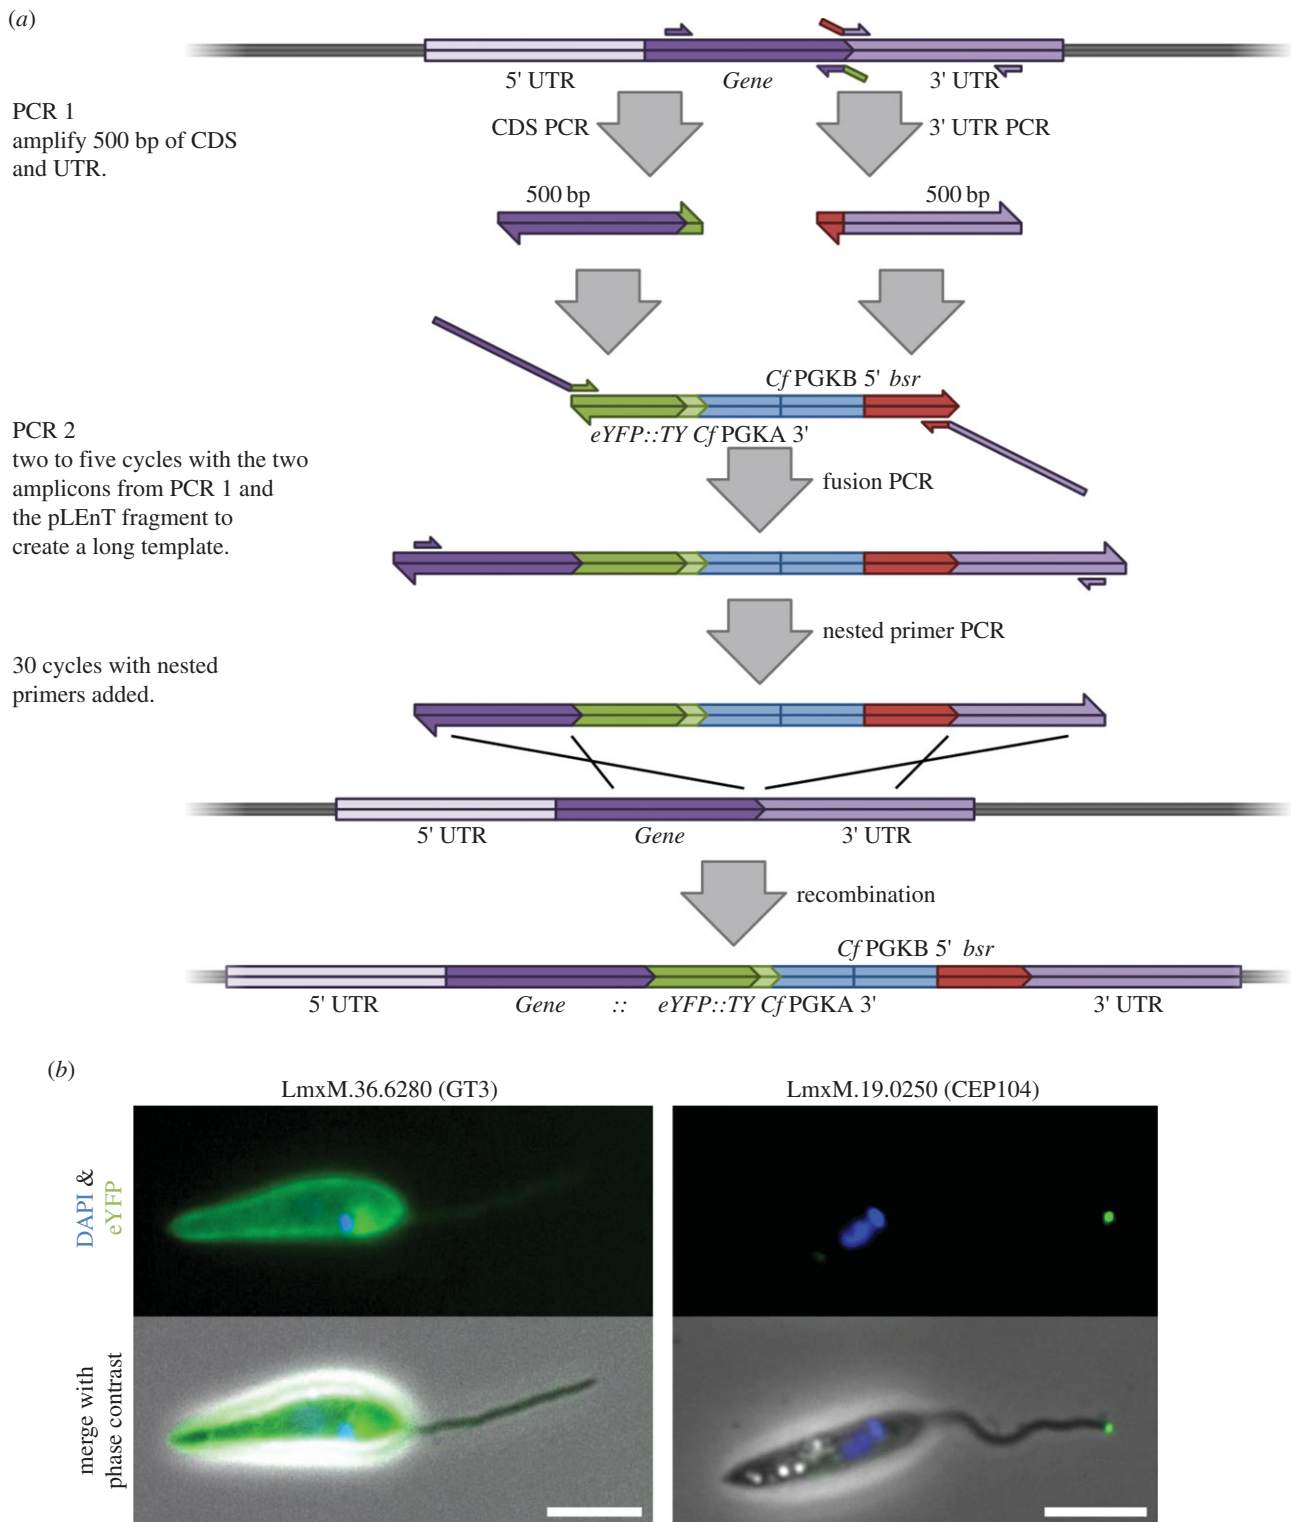 (a)
5' UTR
Gene
3' UTR
PCR 1
amplify 500 bp of CDS
and UTR.
CDS PCR
3' UTR PCR
500 bp
500 bp
Cf PGKB 5' bsr
eYFP::TY Cf PGKA 3'
PCR 2
two to five cycles with the two
amplicons from PCR 1 and
the pLEnT fragment to
create a long template.
fusion PCR
nested primer PCR
30 cycles with nested
primers added.
5' UTR
Gene
3' UTR
recombination
Cf PGKB 5' bsr
5' UTR
Gene :: eYFP::TY Cf PGKA 3'
3' UTR
(b)
LmxM.36.6280 (GT3)
LmxM.19.0250 (CEP104)
DAPI &
eYFP
merge with
phase contrast